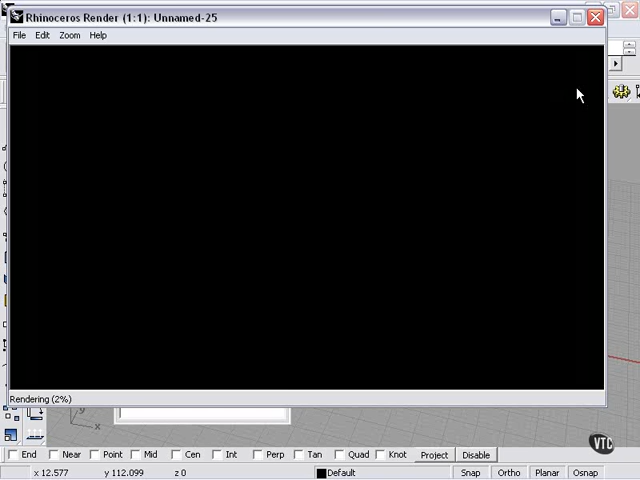 Rhinoceros Render (1:1): Unnamed-25
File Edit Zoom Help
Rendering (2%)
y
x
End Near Point Mid Cen Int Perp Tan Quad Knot Project Disable
x 12.577 y 112.099 z 0 Default Snap Ortho Planar Osnap
VTC